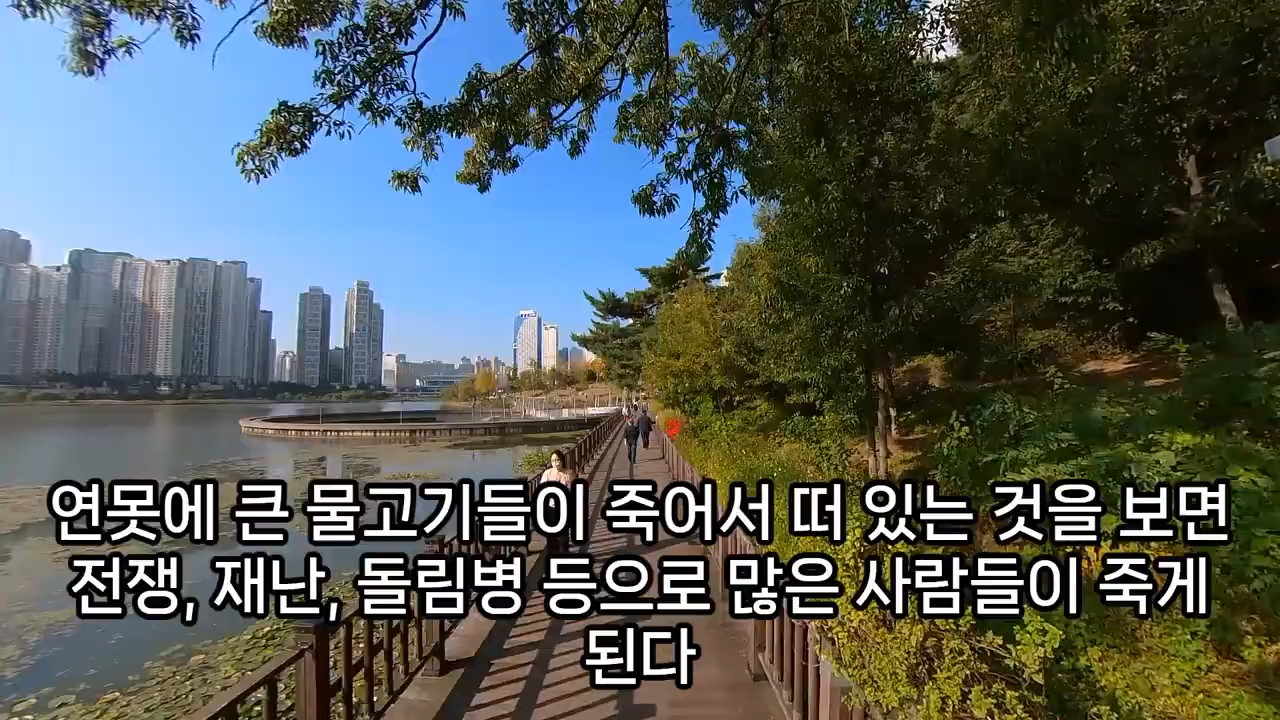 연못에 큰 물고기들이 죽어서 떠 있는 것을 보면
전쟁, 재난, 돌림병 등으로 많은 사람들이 죽게
된다